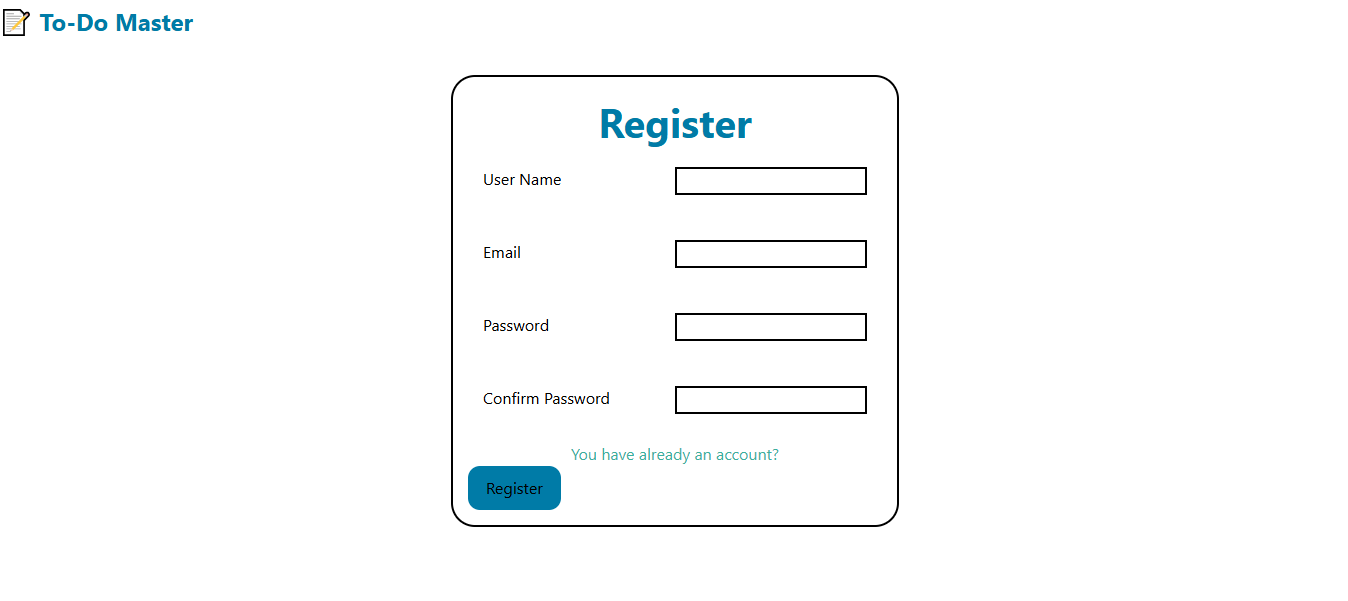 To-Do Master
Register
User Name
Email
Password
Confirm Password
You have already an account?
Register